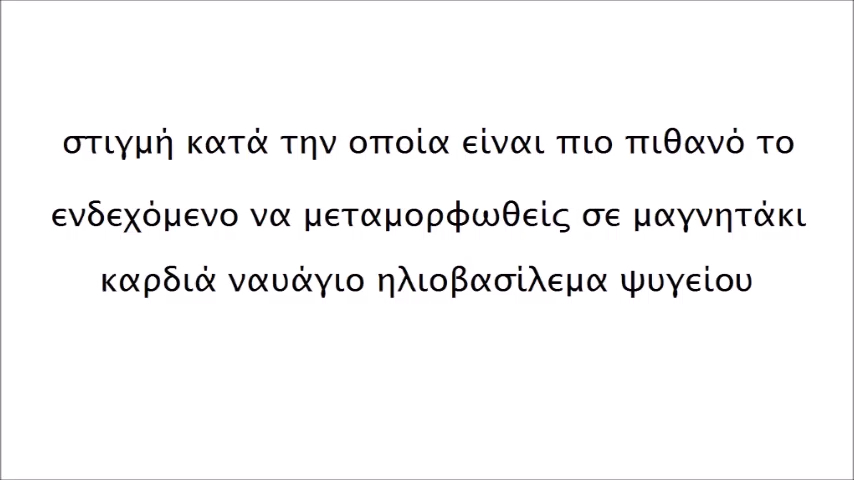 στιγμή κατά την οποία είναι πιο πιθανό το
ενδεχόμενο να μεταμορφωθείς σε μαγνητάκι
καρδιά ναυάγιο ηλιοβασίλεμα ψυγείου